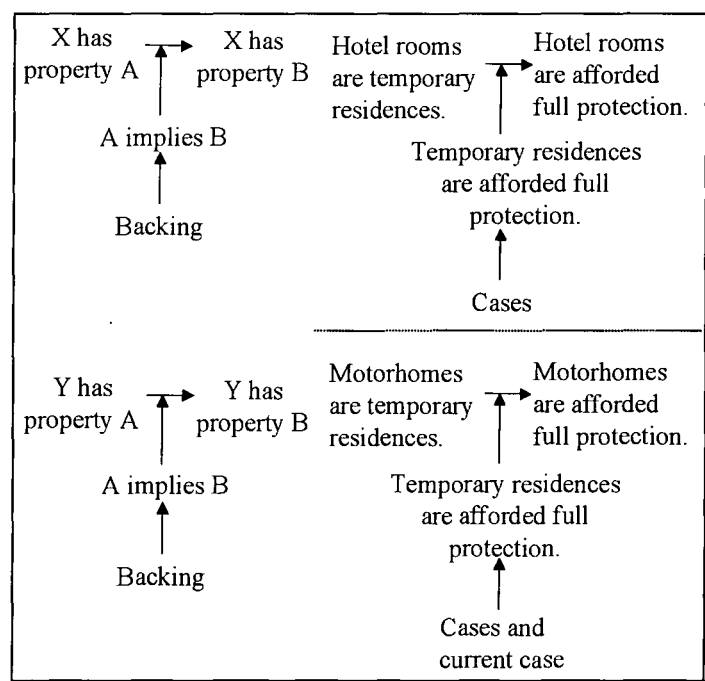 X has
property A
X has
property B
A implies B
Backing
Hotel rooms
are temporary
residences.
Hotel rooms
are afforded
full protection.
Temporary residences
are afforded full
protection.
Cases
Y has
property A
Y has
property B
A implies B
Backing
Motorhomes
are temporary
residences.
Motorhomes
are afforded
full protection.
Temporary residences
are afforded full
protection.
Cases and
current case